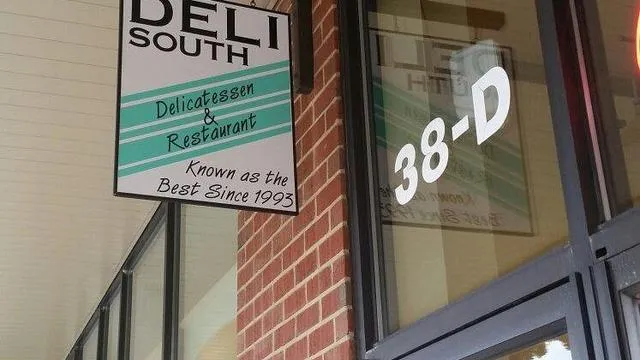 DELI
SOUTH
Delicatessen
&
Restaurant
Known as the
Best Since 1993
38-D